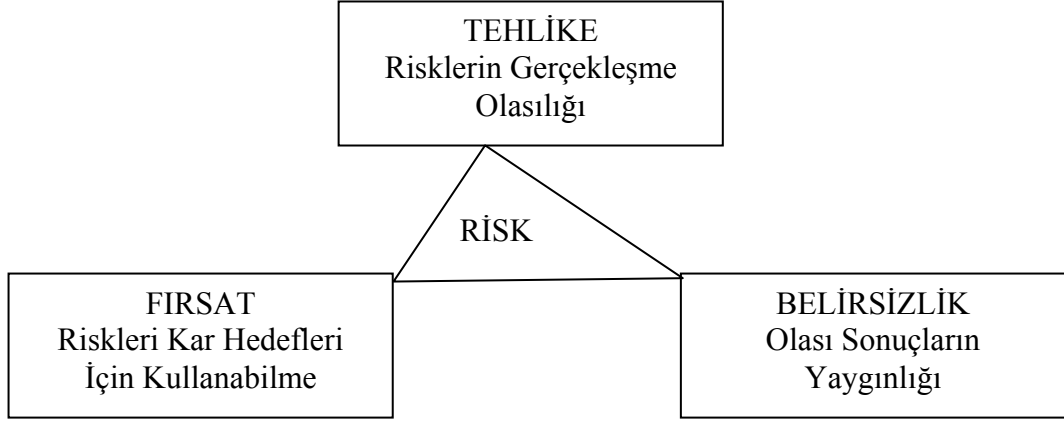 TEHLİKE
Risklerin Gerçekleşme
Olasılığı
RİSK
FIRSAT
Riskleri Kar Hedefleri
İçin Kullanabilme
BELİRSİZLİK
Olası Sonuçların
Yaygınlığı